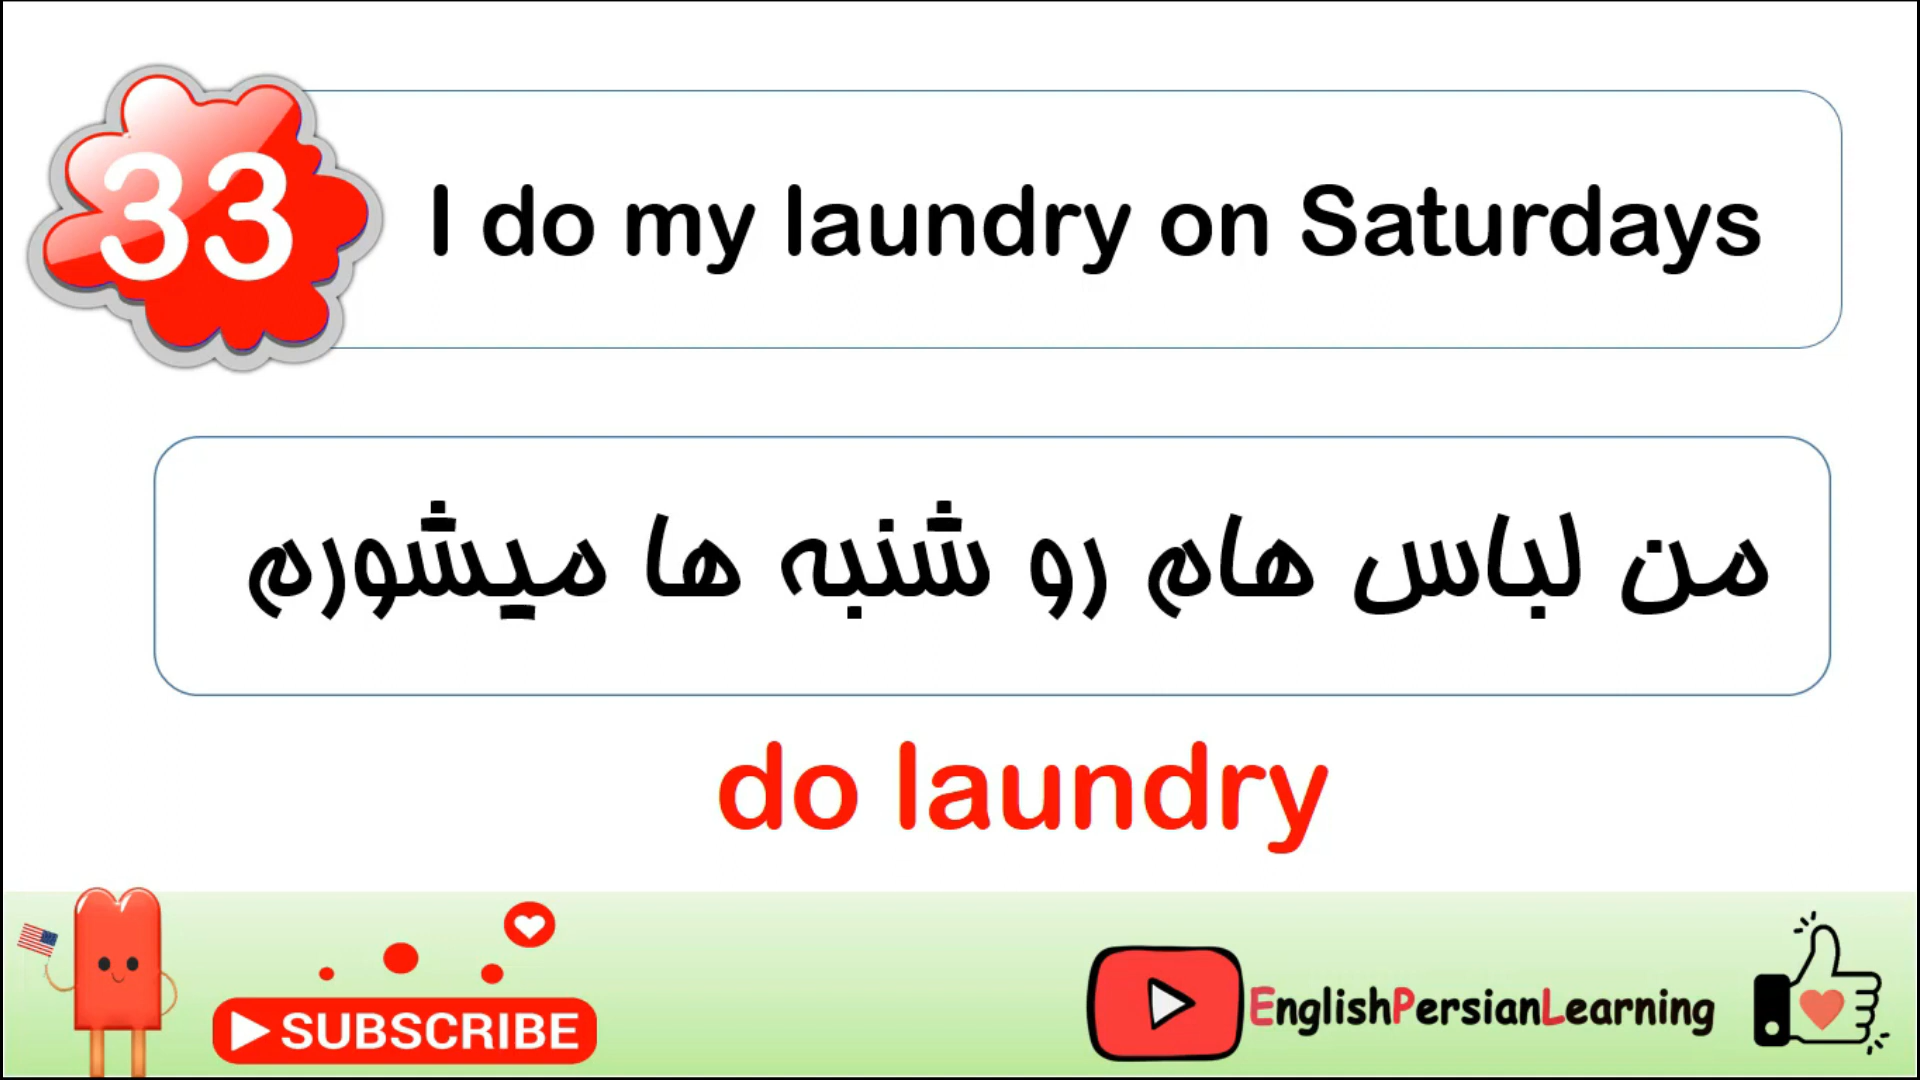 33
I do my laundry on Saturdays
من لباس هام رو شنبه ها میشورم
do laundry
SUBSCRIBE
EnglishPersianLearning